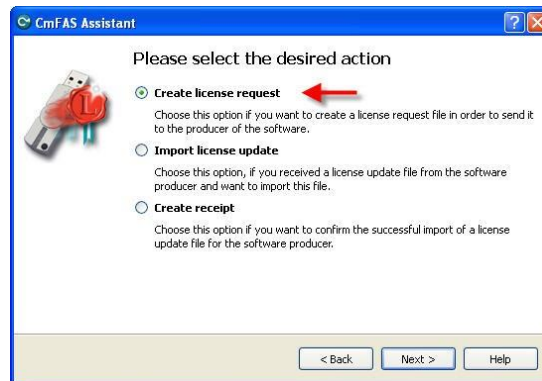 CmFAS Assistant
Please select the desired action
Create license request
Choose this option if you want to create a license request file in order to send it
to the producer of the software.
Import license update
Choose this option, if you received a license update file from the software
producer and want to import this file.
Create receipt
Choose this option if you want to confirm the successful import of a license
update file for the software producer.
< Back
Next >
Help